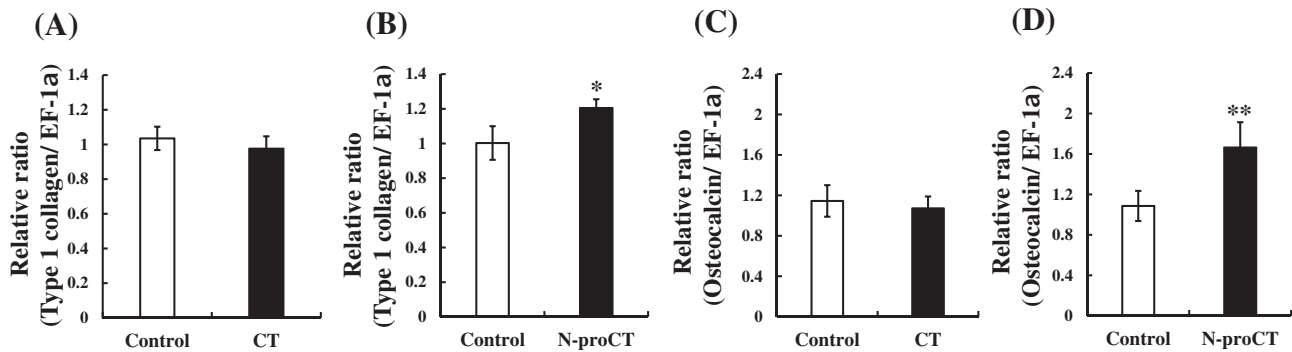 (A)
Relative ratio
(Type 1 collagen/ EF-1a)
1.4
1.2
1
0.8
0.6
0.4
0.2
0
Control CT
(B)
Relative ratio
(Type 1 collagen/ EF-1a)
1.4
1.2
1
0.8
0.6
0.4
0.2
0
*
Control N-proCT
(C)
Relative ratio
(Osteocalcin/ EF-1a)
2.4
2
1.6
1.2
0.8
0.4
0
Control CT
(D)
Relative ratio
(Osteocalcin/ EF-1a)
2.4
2
1.6
1.2
0.8
0.4
0
**
Control N-proCT